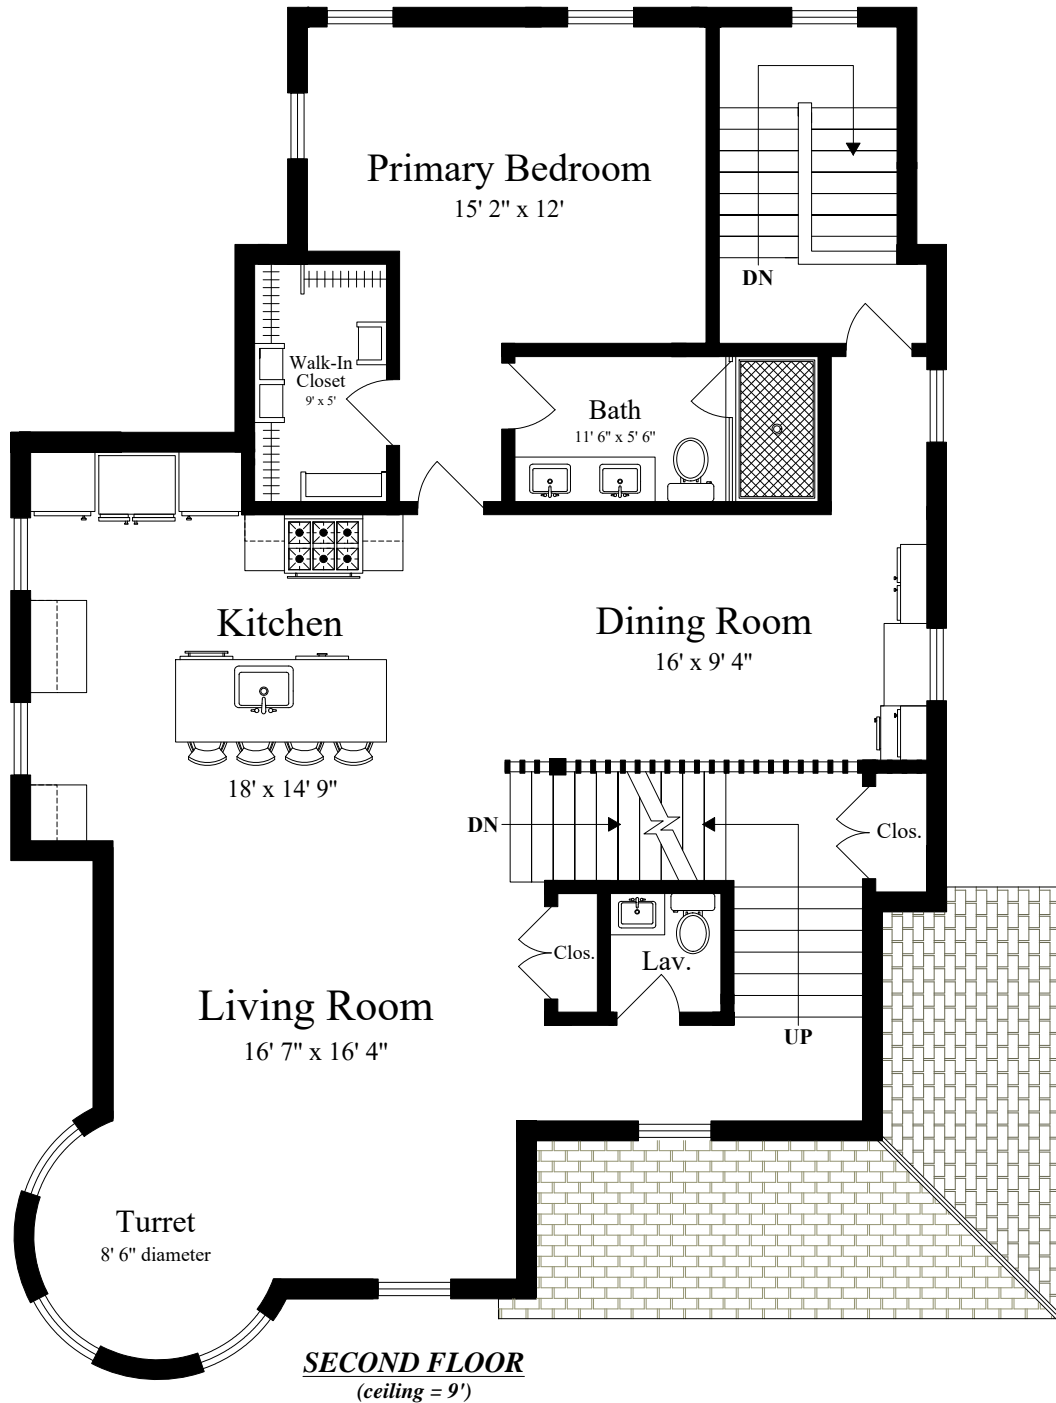 Primary Bedroom
15' 2" x 12'
DN
Walk-In
Closet
9' x 5'
Bath
11' 6" x 5' 6"
Kitchen
18' x 14' 9"
Dining Room
16' x 9' 4"
DN
Clos.
Clos.
Lav.
UP
Living Room
16' 7" x 16' 4"
Turret
8' 6" diameter
SECOND FLOOR
(ceiling = 9')